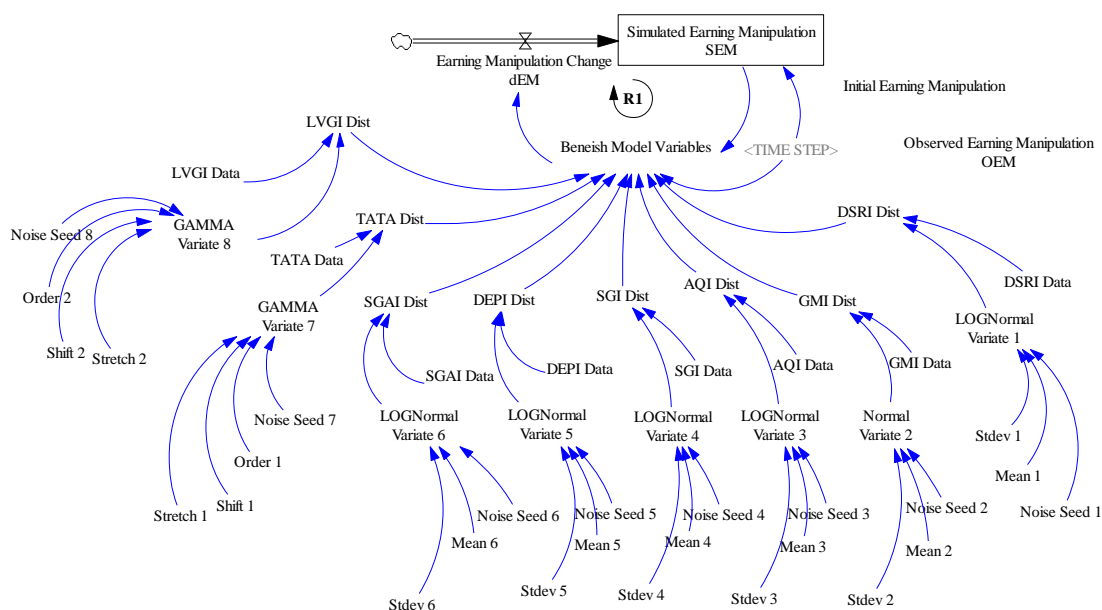 Simulated Earning Manipulation
SEM
Earning Manipulation Change
dEM
R1
Initial Earning Manipulation
LVGI Dist
Beneish Model Variables
<TIME STEP>
Observed Earning Manipulation
OEM
LVGI Data
Noise Seed 8
GAMMA
Variate 8
TATA Dist
DSRI Dist
TATA Data
Order 2
Shift 2
Stretch 2
GAMMA
Variate 7
SGAI Dist
DEPI Dist
SGI Dist
AQI Dist
GMI Dist
DSRI Data
LOGNormal
Variate 1
SGAI Data
DEPI Data
SGI Data
AQI Data
GMI Data
Noise Seed 7
LOGNormal
Variate 6
LOGNormal
Variate 5
LOGNormal
Variate 4
LOGNormal
Variate 3
Normal
Variate 2
Stdev 1
Order 1
Mean 1
Shift 1
Stretch 1
Noise Seed 6
Noise Seed 5
Noise Seed 4
Noise Seed 3
Noise Seed 2
Noise Seed 1
Mean 6
Mean 5
Mean 4
Mean 3
Mean 2
Stdev 6
Stdev 5
Stdev 4
Stdev 3
Stdev 2